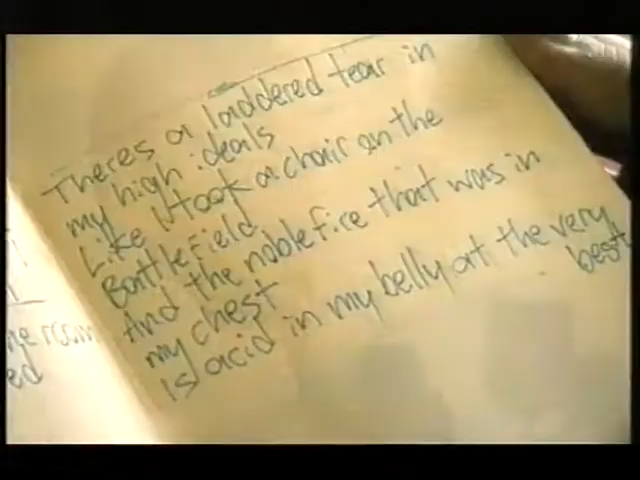 Theres a laddered tear in
my high ideals
Like I took a chair on the
Battlefield
And the noble fire that was in
my chest
Is acid in my belly at the very
best
ed